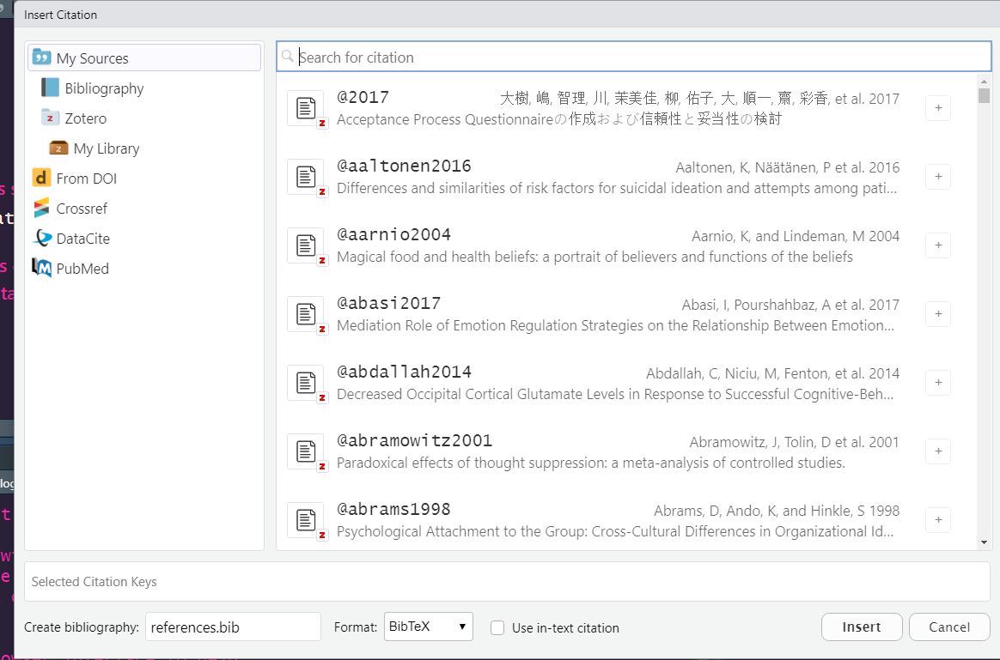 Insert Citation
My Sources
Bibliography
Zotero
My Library
From DOI
Crossref
DataCite
PubMed
Search for citation
@2017 大樹, 嶋, 智理, 川, 茉美佳, 柳, 佑子, 大, 順一, 齋, 彩香, et al. 2017
Acceptance Process Questionnaireの作成および信頼性と妥当性の検討
@aaltonen2016 Aaltonen, K, Näätänen, P et al. 2016
Differences and similarities of risk factors for suicidal ideation and attempts among pati...
@aarnio2004 Aarnio, K, and Lindeman, M 2004
Magical food and health beliefs: a portrait of believers and functions of the beliefs
@abasi2017 Abasi, I, Pourshahbaz, A et al. 2017
Mediation Role of Emotion Regulation Strategies on the Relationship Between Emotion...
@abdallah2014 Abdallah, C, Niciu, M, Fenton, et al. 2014
Decreased Occipital Cortical Glutamate Levels in Response to Successful Cognitive-Beh...
@abramowitz2001 Abramowitz, J, Tolin, D et al. 2001
Paradoxical effects of thought suppression: a meta-analysis of controlled studies.
@abrams1998 Abrams, D, Ando, K, and Hinkle, S 1998
Psychological Attachment to the Group: Cross-Cultural Differences in Organizational Id...
Selected Citation Keys
Create bibliography: references.bib Format: BibTeX Use in-text citation Insert Cancel